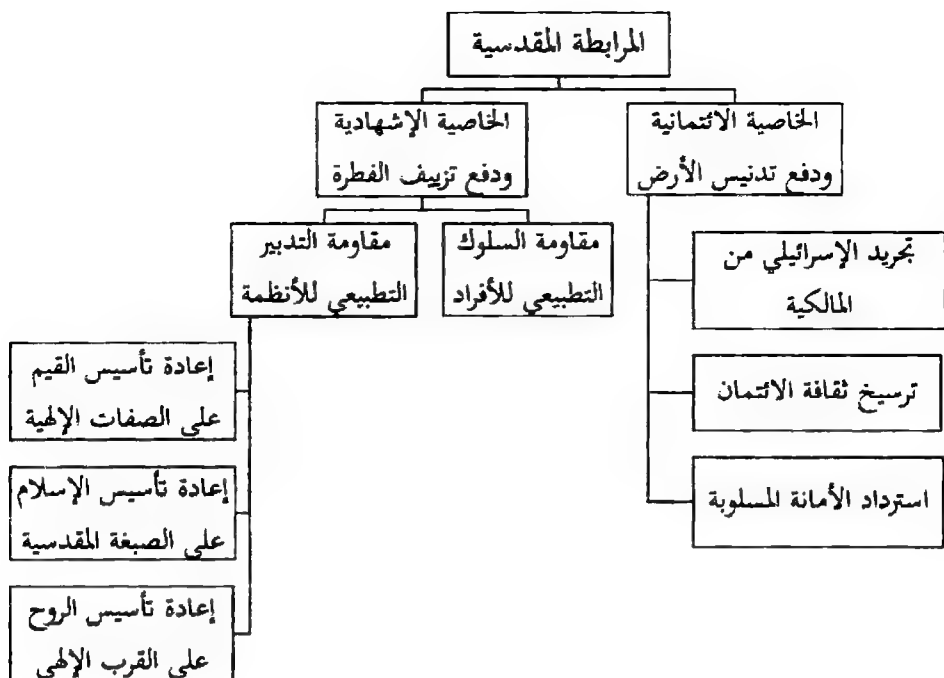 المرابطة المقدسية
الخاصية الائتمانية
ودفع تدنيس الأرض
الخاصية الإشهادية
ودفع تزييف الفطرة
تجريد الإسرائيلي من
المالكية
ترسيخ ثقافة الائتمان
استرداد الأمانة المسلوبة
مقاومة السلوك
التطبيعي للأفراد
مقاومة التدبير
التطبيعي للأنظمة
إعادة تأسيس القيم
على الصفات الإلهية
إعادة تأسيس الإسلام
على الصبغة المقدسية
إعادة تأسيس الروح
على القرب الإلهي